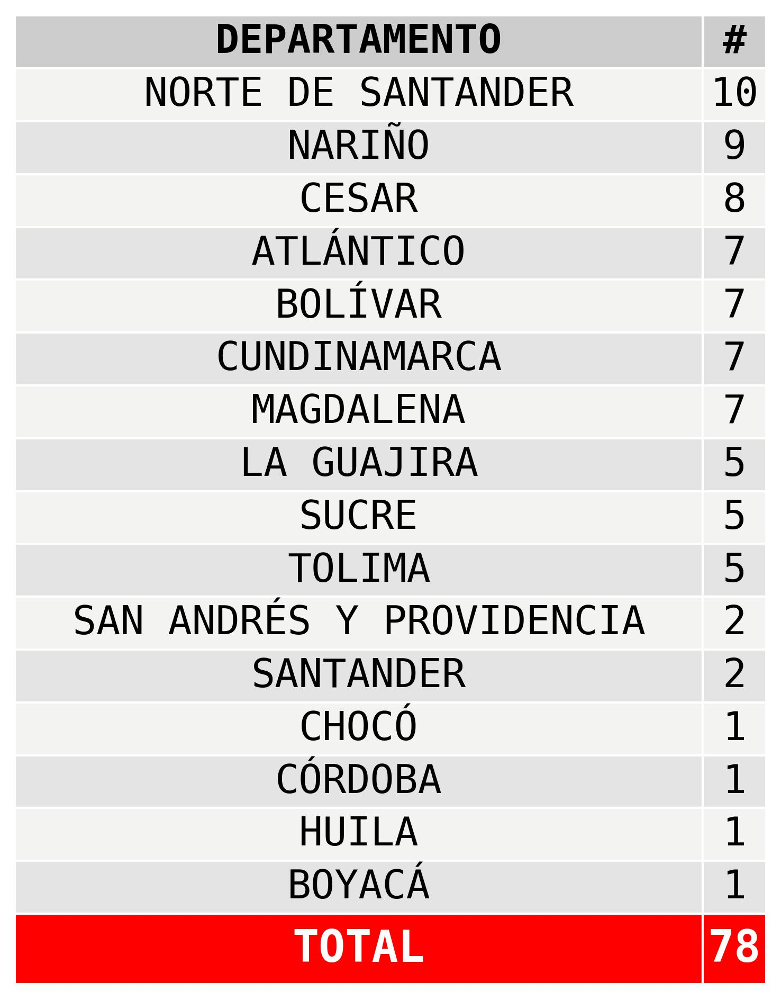 DEPARTAMENTO #
NORTE DE SANTANDER 10
NARIÑO 9
CESAR 8
ATLÁNTICO 7
BOLÍVAR 7
CUNDINAMARCA 7
MAGDALENA 7
LA GUAJIRA 5
SUCRE 5
TOLIMA 5
SAN ANDRÉS Y PROVIDENCIA 2
SANTANDER 2
CHOCÓ 1
CÓRDOBA 1
HUILA 1
BOYACÁ 1
TOTAL 78